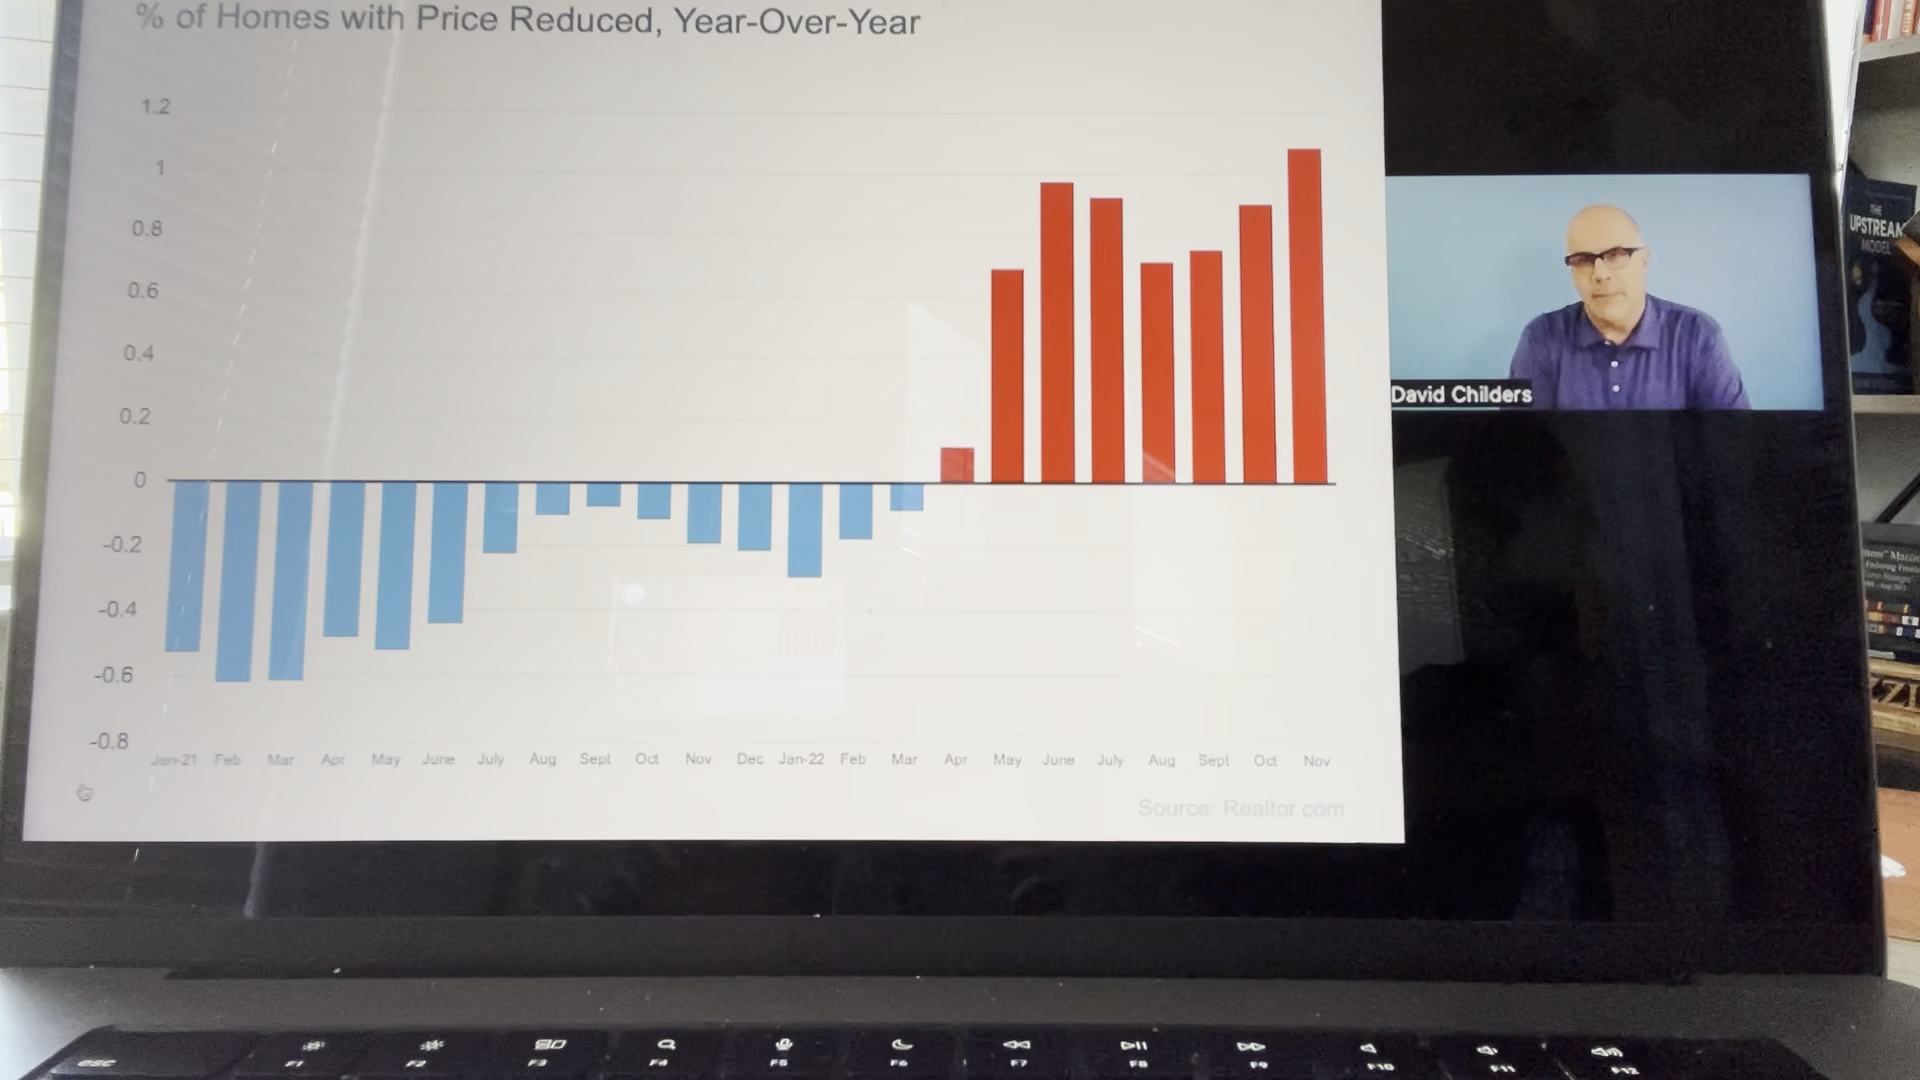 % of Homes with Price Reduced, Year-Over-Year
1.2
1
0.8
0.6
0.4
0.2
0
-0.2
-0.4
-0.6
-0.8
Jan-21 Feb Mar Apr May June July Aug Sept Oct Nov Dec Jan-22 Feb Mar Apr May June July Aug Sept Oct Nov
Source: Realtor.com
David Childers
THE
UPSTREAM
MODEL
esc F1 F2 F3 F4 F5 F6 F7 F8 F9 F10 F11 F12